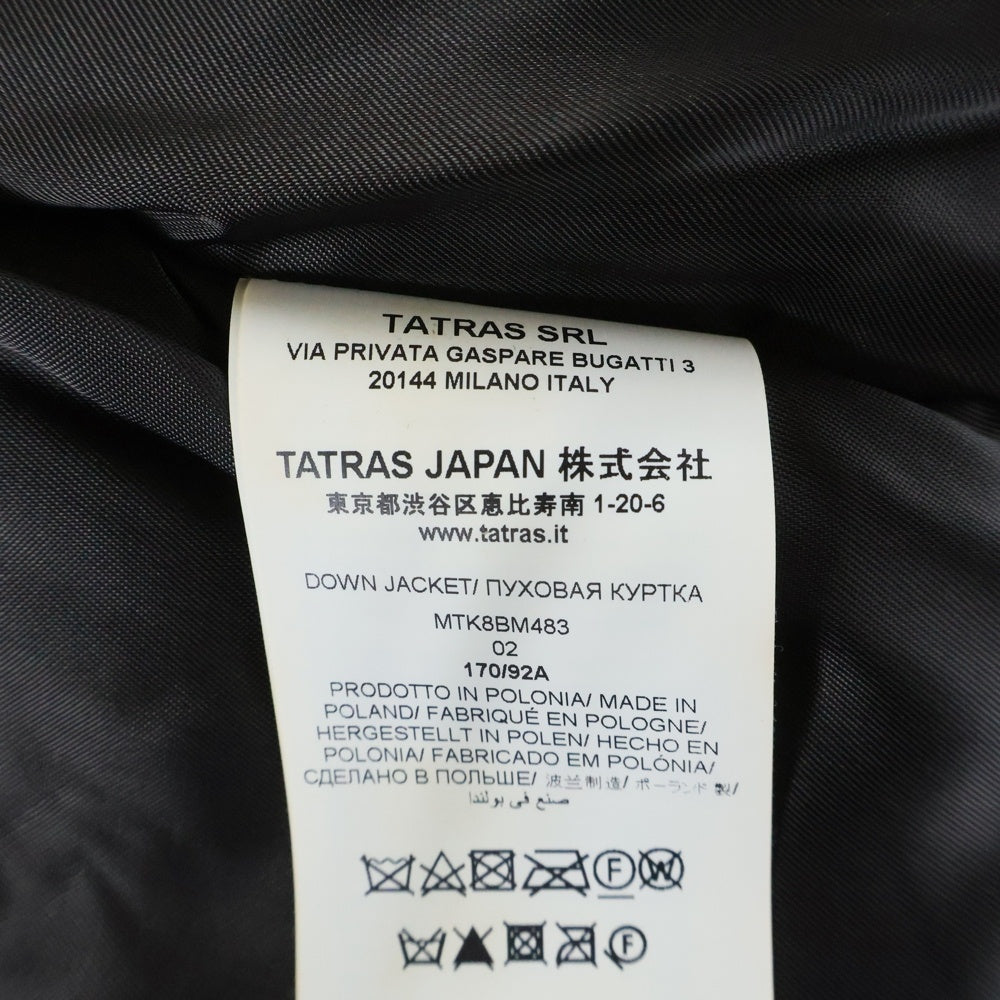 TATRAS SRL
VIA PRIVATA GASPARE BUGATTI 3
20144 MILANO ITALY
TATRAS JAPAN 株式会社
東京都渋谷区恵比寿南 1-20-6
www.tatras.it
DOWN JACKET/ ПУХОВАЯ КУРТКА
MTK8BM483
02
170/92A
PRODOTTO IN POLONIA/ MADE IN
POLAND/ FABRIQUÉ EN POLOGNE/
HERGESTELLT IN POLEN/ HECHO EN
POLONIA/ FABRICADO EM POLÓNIA/
СДЕЛАНО В ПОЛЬШЕ/ 波兰制造/ ポーランド 製/
صنع في بولندا
F W
F